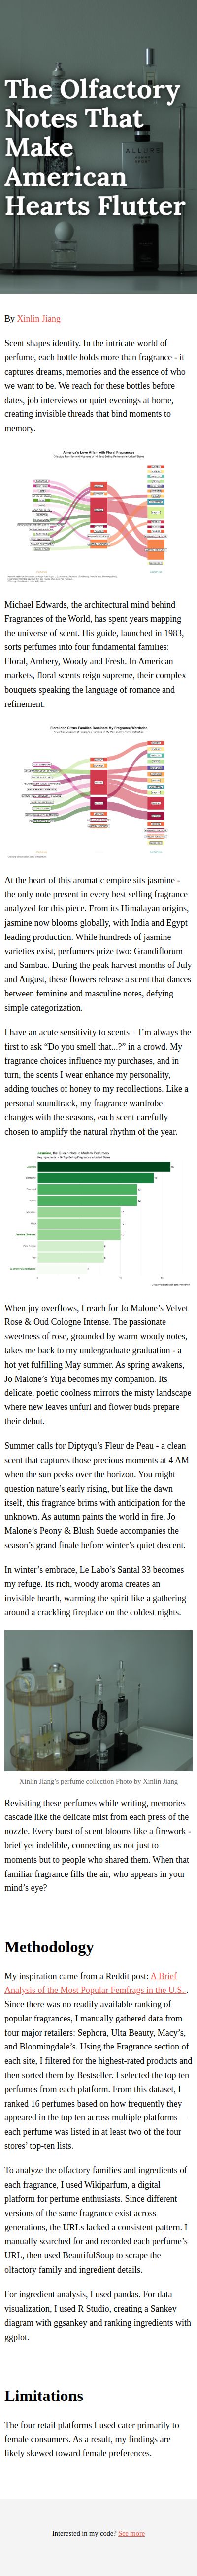 The Olfactory
Notes That
Make
American
Hearts Flutter
ALLURE
By Xinlin Jiang
Scent shapes identity. In the intricate world of
perfume, each bottle holds more than fragrance - it
captures dreams, memories and the essence of who
we want to be. We reach for these bottles before
dates, job interviews or quiet evenings at home,
creating invisible threads that bind moments to
memory.
America's Love Affair with Floral Fragrances
Michael Edwards, the architectural mind behind
Fragrances of the World, has spent years mapping
the universe of scent. His guide, launched in 1983,
sorts perfumes into four fundamental families:
Floral, Ambery, Woody and Fresh. In American
markets, floral scents reign supreme, their complex
bouquets speaking the language of romance and
refinement.
Floral and Citrus Families Dominate My Fragrance Wardrobe
At the heart of this aromatic empire sits jasmine -
the only note present in every best selling fragrance
analyzed for this piece. From its Himalayan origins,
jasmine now blooms globally, with India and Egypt
leading production. While hundreds of jasmine
varieties exist, perfumers prize two: Grandiflorum
and Sambac. During the peak harvest months of July
and August, these flowers release a scent that dances
between feminine and masculine notes, defying
simple categorization.
I have an acute sensitivity to scents – I’m always the
first to ask “Do you smell that...?” in a crowd. My
fragrance choices influence my purchases, and in
turn, the scents I wear enhance my personality,
adding touches of honey to my recollections. Like a
personal soundtrack, my fragrance wardrobe
changes with the seasons, each scent carefully
chosen to amplify the natural rhythm of the year.
Jasmine, the Queen Note in Modern Perfumery
When joy overflows, I reach for Jo Malone’s Velvet
Rose & Oud Cologne Intense. The passionate
sweetness of rose, grounded by warm woody notes,
takes me back to my undergraduate graduation - a
hot yet fulfilling May summer. As spring awakens,
Jo Malone’s Yuja becomes my companion. Its
delicate, poetic coolness mirrors the misty landscape
where new leaves unfurl and flower buds prepare
their debut.
Summer calls for Diptyqu’s Fleur de Peau - a clean
scent that captures those precious moments at 4 AM
when the sun peeks over the horizon. You might
question nature’s early rising, but like the dawn
itself, this fragrance brims with anticipation for the
unknown. As autumn paints the world in fire, Jo
Malone’s Peony & Blush Suede accompanies the
season’s grand finale before winter’s quiet descent.
In winter’s embrace, Le Labo’s Santal 33 becomes
my refuge. Its rich, woody aroma creates an
invisible hearth, warming the spirit like a gathering
around a crackling fireplace on the coldest nights.
Xinlin Jiang’s perfume collection Photo by Xinlin Jiang
Revisiting these perfumes while writing, memories
cascade like the delicate mist from each press of the
nozzle. Every burst of scent blooms like a firework -
brief yet indelible, connecting us not just to
moments but to people who shared them. When that
familiar fragrance fills the air, who appears in your
mind’s eye?
Methodology
My inspiration came from a Reddit post: A Brief
Analysis of the Most Popular Femfrags in the U.S. .
Since there was no readily available ranking of
popular fragrances, I manually gathered data from
four major retailers: Sephora, Ulta Beauty, Macy’s,
and Bloomingdale’s. Using the Fragrance section of
each site, I filtered for the highest-rated products and
then sorted them by Bestseller. I selected the top ten
perfumes from each platform. From this dataset, I
ranked 16 perfumes based on how frequently they
appeared in the top ten across multiple platforms—
each perfume was listed in at least two of the four
stores’ top-ten lists.
To analyze the olfactory families and ingredients of
each fragrance, I used Wikiparfum, a digital
platform for perfume enthusiasts. Since different
versions of the same fragrance exist across
generations, the URLs lacked a consistent pattern. I
manually searched for and recorded each perfume’s
URL, then used BeautifulSoup to scrape the
olfactory family and ingredient details.
For ingredient analysis, I used pandas. For data
visualization, I used R Studio, creating a Sankey
diagram with ggsankey and ranking ingredients with
ggplot.
Limitations
The four retail platforms I used cater primarily to
female consumers. As a result, my findings are
likely skewed toward female preferences.
Interested in my code? See more